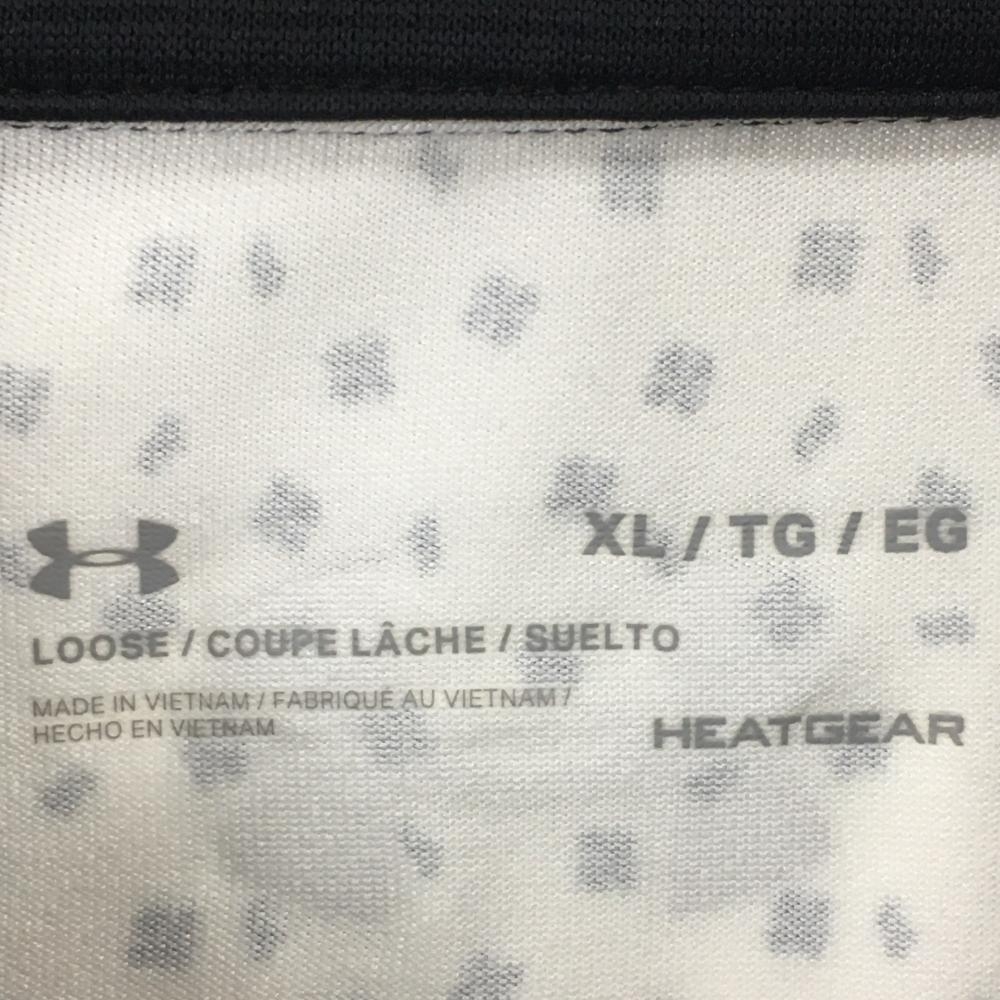 XL / TG / EG
LOOSE / COUPE LÂCHE / SUELTO
MADE IN VIETNAM / FABRIQUÉ AU VIETNAM /
HECHO EN VIETNAM
HEATGEAR